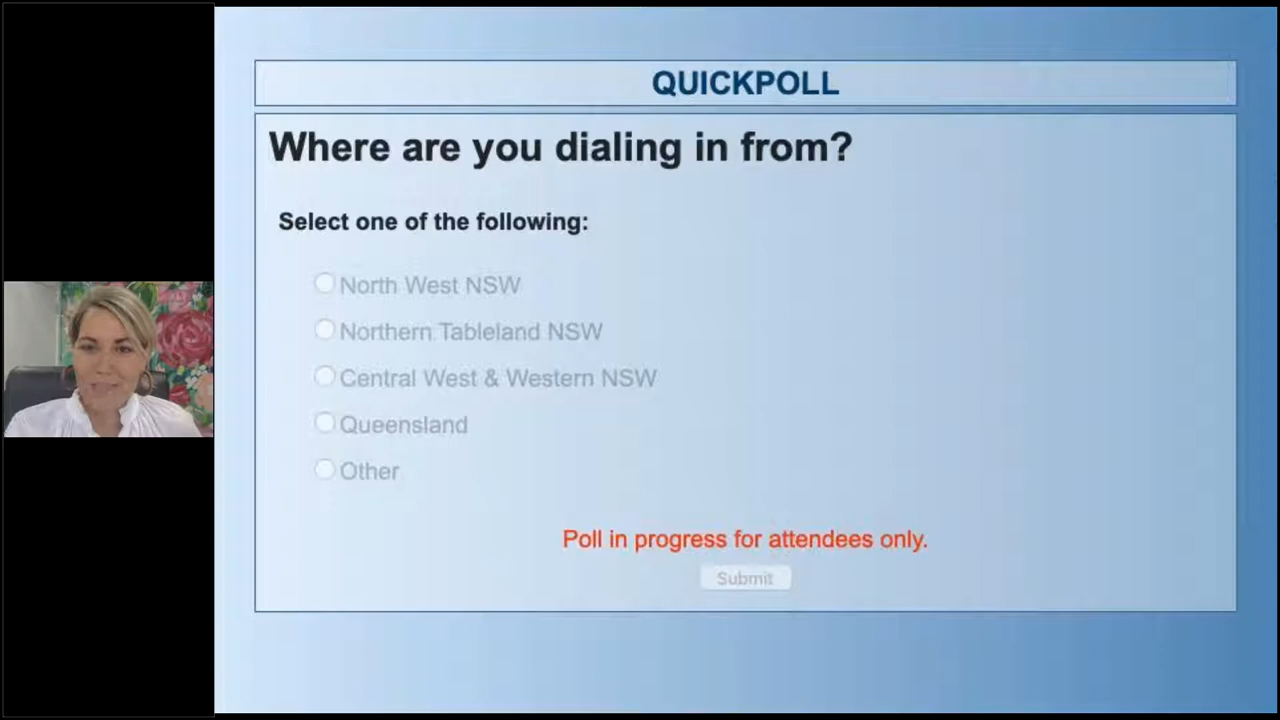 QUICKPOLL
Where are you dialing in from?
Select one of the following:
North West NSW
Northern Tableland NSW
Central West & Western NSW
Queensland
Other
Poll in progress for attendees only.
Submit